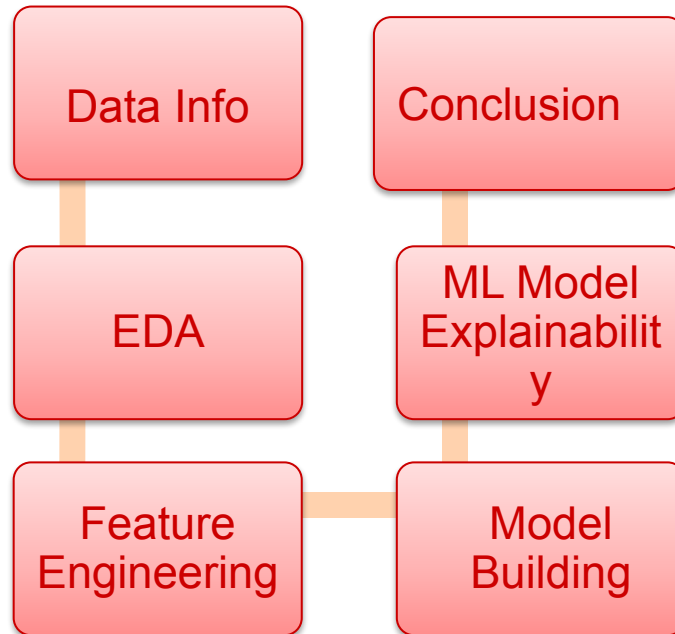 Data Info
EDA
Feature
Engineering
Model
Building
ML Model
Explainabilit
y
Conclusion